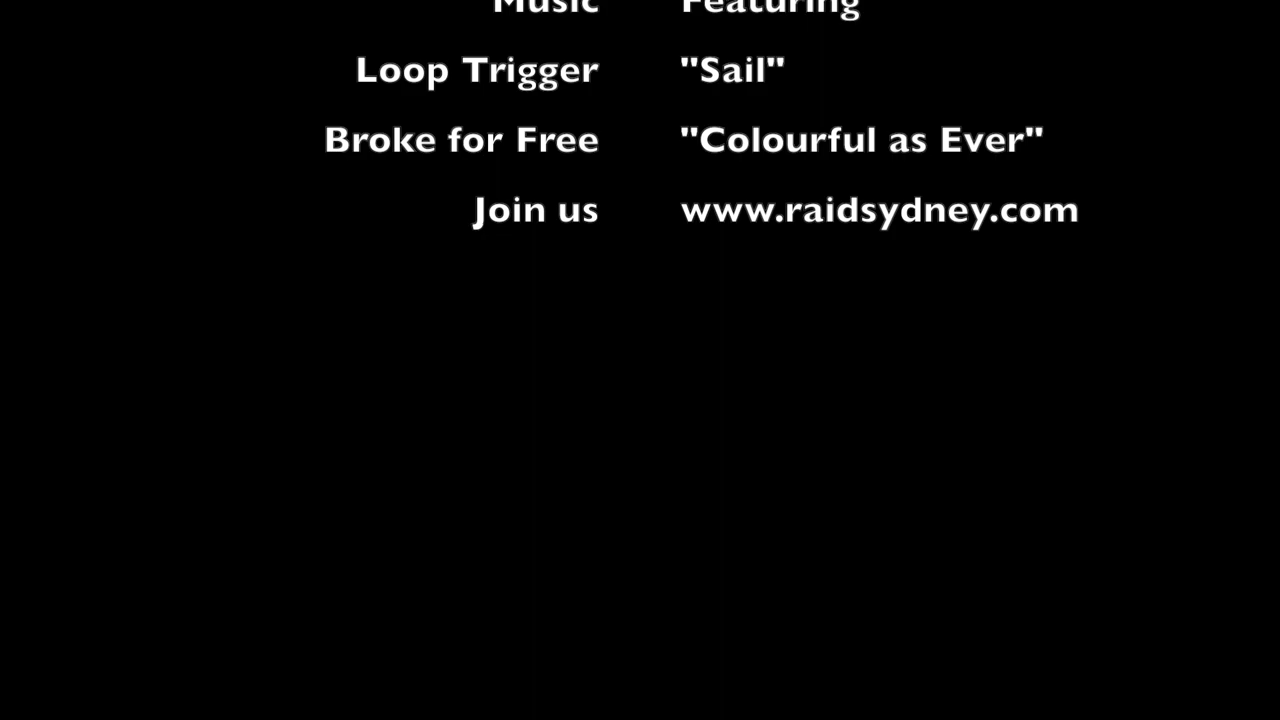 Music Featuring
Loop Trigger "Sail"
Broke for Free "Colourful as Ever"
Join us www.raidsydney.com